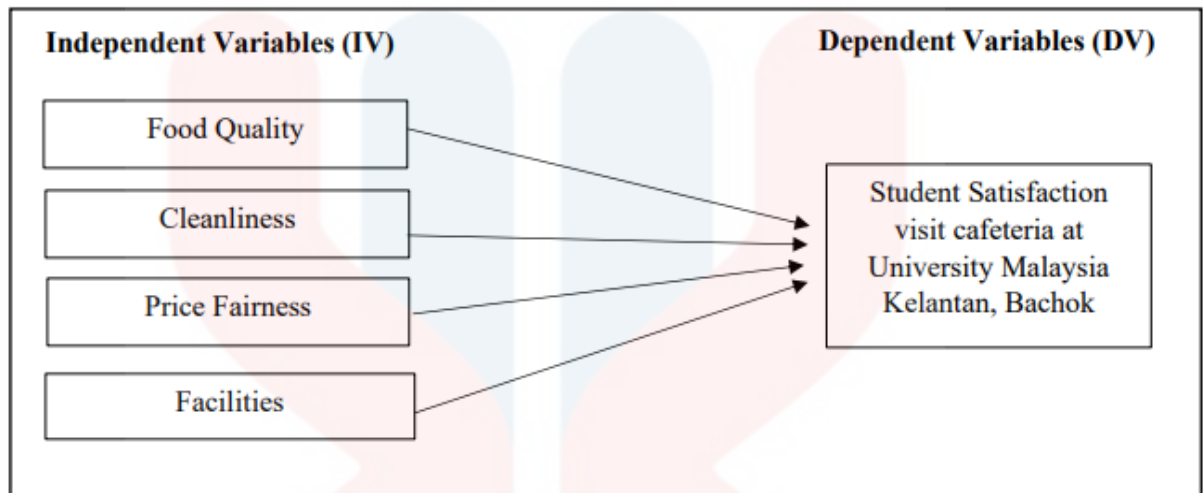 Independent Variables (IV)
Dependent Variables (DV)
Food Quality
Cleanliness
Price Fairness
Facilities
Student Satisfaction
visit cafeteria at
University Malaysia
Kelantan, Bachok